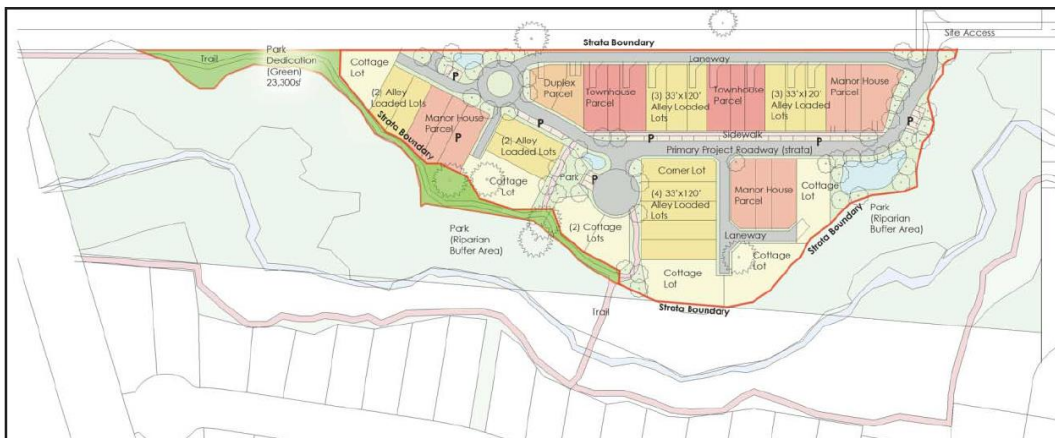 Strata Boundary
Site Access
Trail
Park
Dedication
(Green)
23,300sf
Cottage
Lot
P
Laneway
(2) Alley
Loaded Lots
Duplex
Parcel
Townhouse
Parcel
(3) 33'x120'
Alley Loaded
Lots
Townhouse
Parcel
(3) 33'x120'
Alley Loaded
Lots
Manor House
Parcel
P
Strata Boundary
P
(2) Alley
Loaded
Lots
Sidewalk
P
P
Primary Project Roadway (strata)
Cottage
Lot
Park
P
Corner Lot
(4) 33'x120'
Alley Loaded
Lots
Manor House
Parcel
Cottage
Lot
Park
(Riparian
Buffer Area)
Strata Boundary
Park
(Riparian
Buffer Area)
(2) Cottage
Lots
Laneway
Cottage
Lot
Cottage
Lot
Strata Boundary
Trail